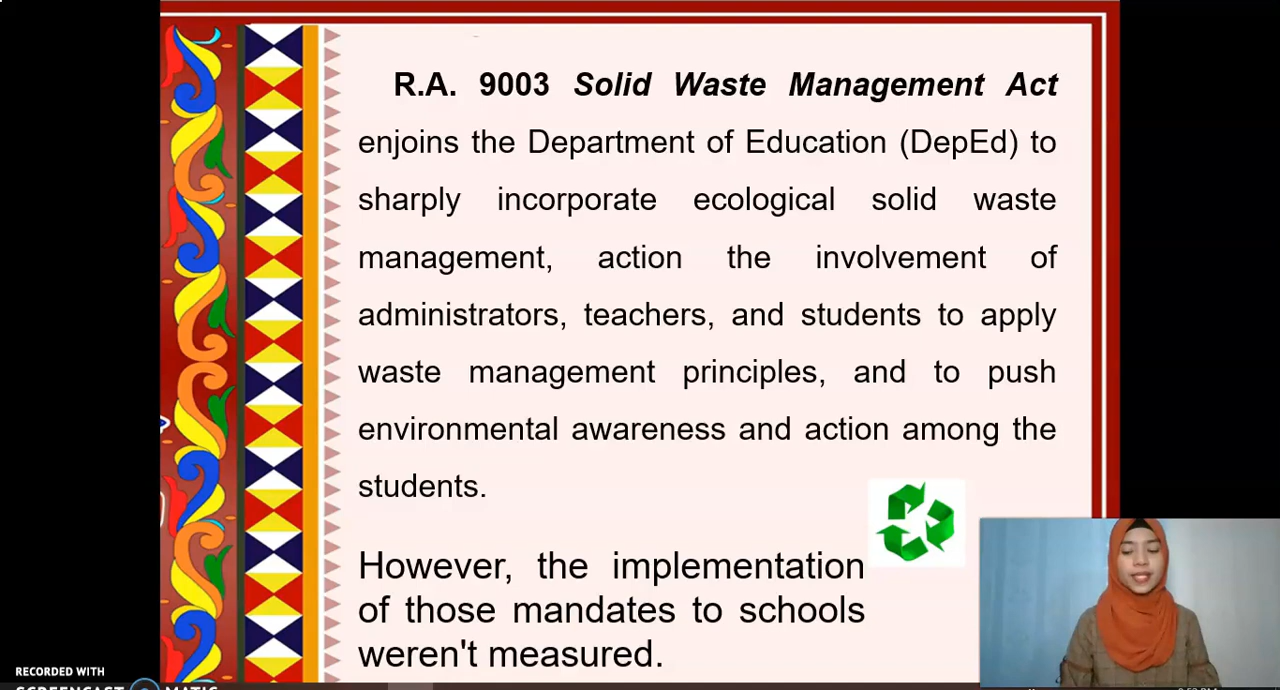 R.A. 9003 Solid Waste Management Act
enjoins the Department of Education (DepEd) to
sharply incorporate ecological solid waste
management, action the involvement of
administrators, teachers, and students to apply
waste management principles, and to push
environmental awareness and action among the
students.
However, the implementation
of those mandates to schools
weren't measured.
RECORDED WITH
SCREENCAST MATIC